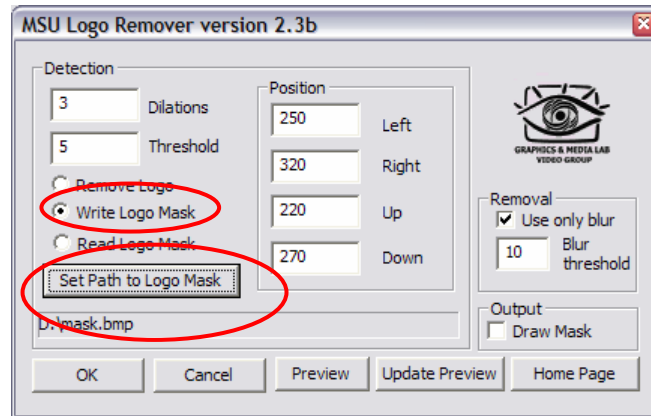 MSU Logo Remover version 2.3b
Detection
3 Dilations
5 Threshold
Remove Logo
Write Logo Mask
Read Logo Mask
Set Path to Logo Mask
D:\mask.bmp
Position
250 Left
320 Right
220 Up
270 Down
GRAPHICS & MEDIA LAB
VIDEO GROUP
Removal
Use only blur
10 Blur
threshold
Output
Draw Mask
OK Cancel Preview Update Preview Home Page